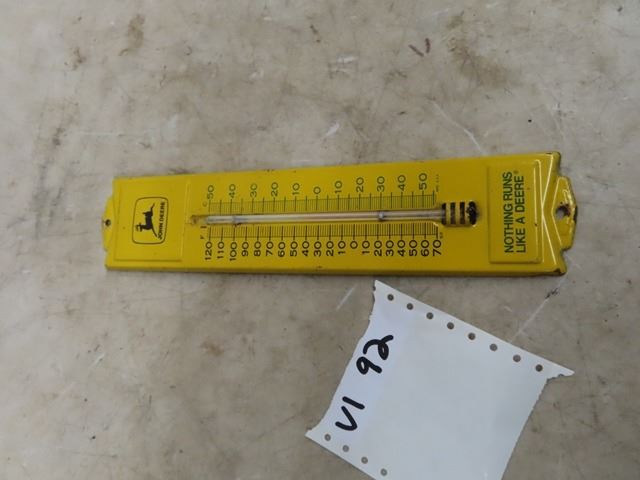 JOHN DEERE
C
50 40 30 20 10 0 10 20 30 40 50
F
120 110 100 90 80 70 60 50 40 30 20 10 0 10 20 30 40 50 60 70
NOTHING RUNS
LIKE A DEERE®
V1 92